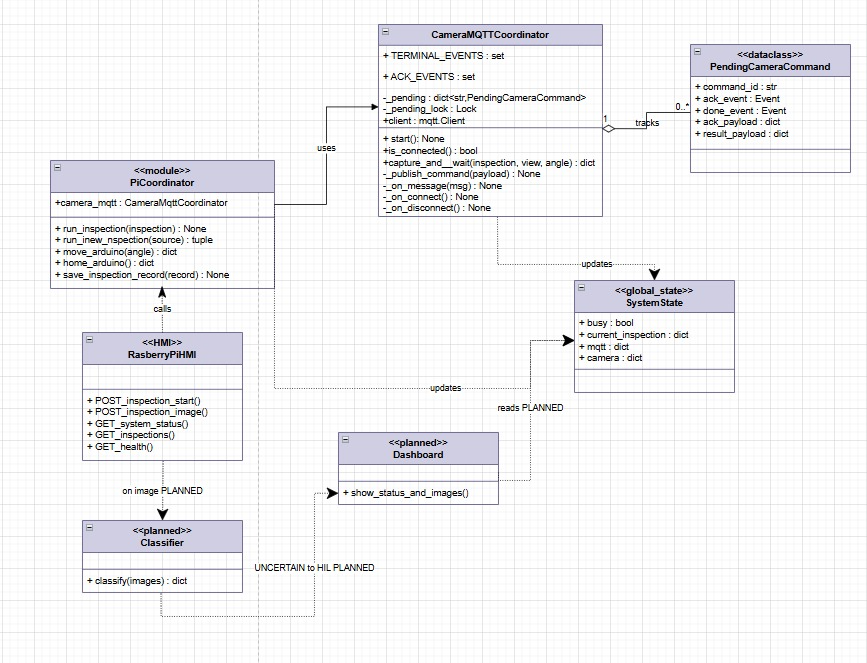 CameraMQTTCoordinator
+ TERMINAL_EVENTS : set
+ ACK_EVENTS : set
-_pending : dict<str,PendingCameraCommand>
-_pending_lock : Lock
+client : mqtt.Client
+ start(): None
+is_connected() : bool
+capture_and__wait(inspection, view, angle) : dict
-_publish_command(payload) : None
-_on_message(msg) : None
-_on_connect() : None
-_on_disconnect() : None
<<dataclass>>
PendingCameraCommand
+ command_id : str
+ ack_event : Event
+ done_event : Event
+ ack_payload : dict
+ result_payload : dict
1
0..*
tracks
uses
<<module>>
PiCoordinator
+camera_mqtt : CameraMqttCoordinator
+ run_inspection(inspection) : None
+ run_inew_nspection(source) : tuple
+ move_arduino(angle) : dict
+ home_arduino() : dict
+ save_inspection_record(record) : None
updates
<<global_state>>
SystemState
+ busy : bool
+ current_inspection : dict
+ mqtt : dict
+ camera : dict
calls
<<HMI>>
RasberryPiHMI
+ POST_inspection_start()
+ POST_inspection_image()
+ GET_system_status()
+ GET_inspections()
+ GET_health()
updates
reads PLANNED
<<planned>>
Dashboard
+ show_status_and_images()
on image PLANNED
<<planned>>
Classifier
+ classify(images) : dict
UNCERTAIN to HIL PLANNED